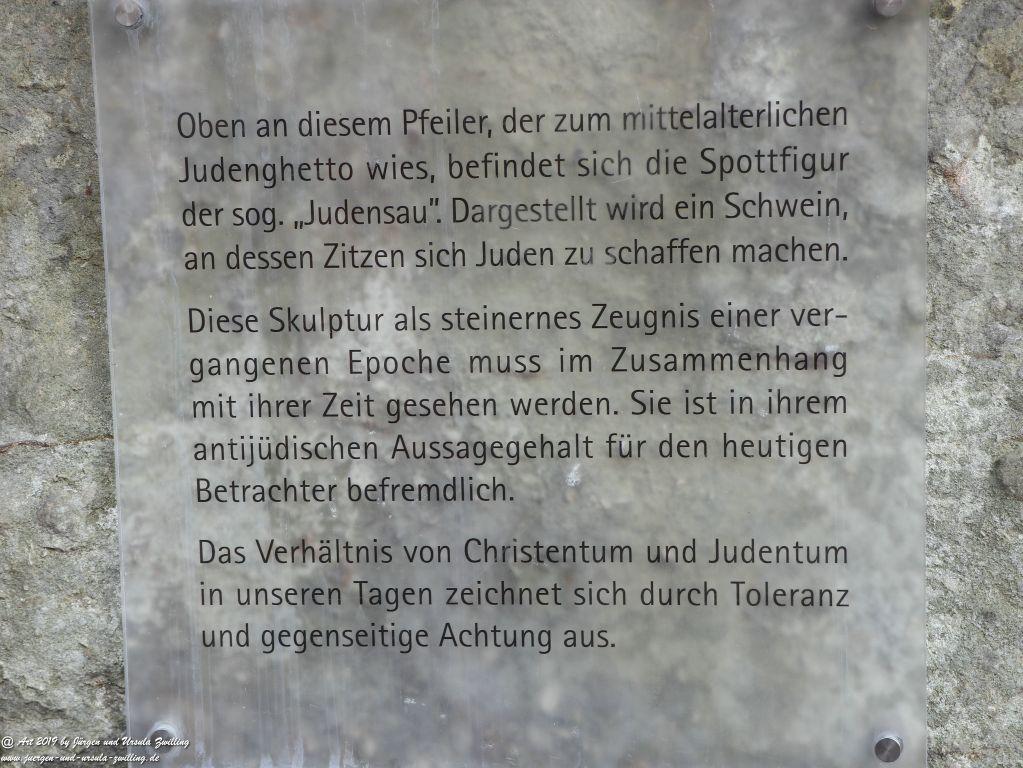 Oben an diesem Pfeiler, der zum mittelalterlichen
Judenghetto wies, befindet sich die Spottfigur
der sog. „Judensau”. Dargestellt wird ein Schwein,
an dessen Zitzen sich Juden zu schaffen machen.
Diese Skulptur als steinernes Zeugnis einer ver-
gangenen Epoche muss im Zusammenhang
mit ihrer Zeit gesehen werden. Sie ist in ihrem
antijüdischen Aussagegehalt für den heutigen
Betrachter befremdlich.
Das Verhältnis von Christentum und Judentum
in unseren Tagen zeichnet sich durch Toleranz
und gegenseitige Achtung aus.
@ Art 2019 by Jürgen und Ursula Zwilling
www.juergen-und-ursula-zwilling.de